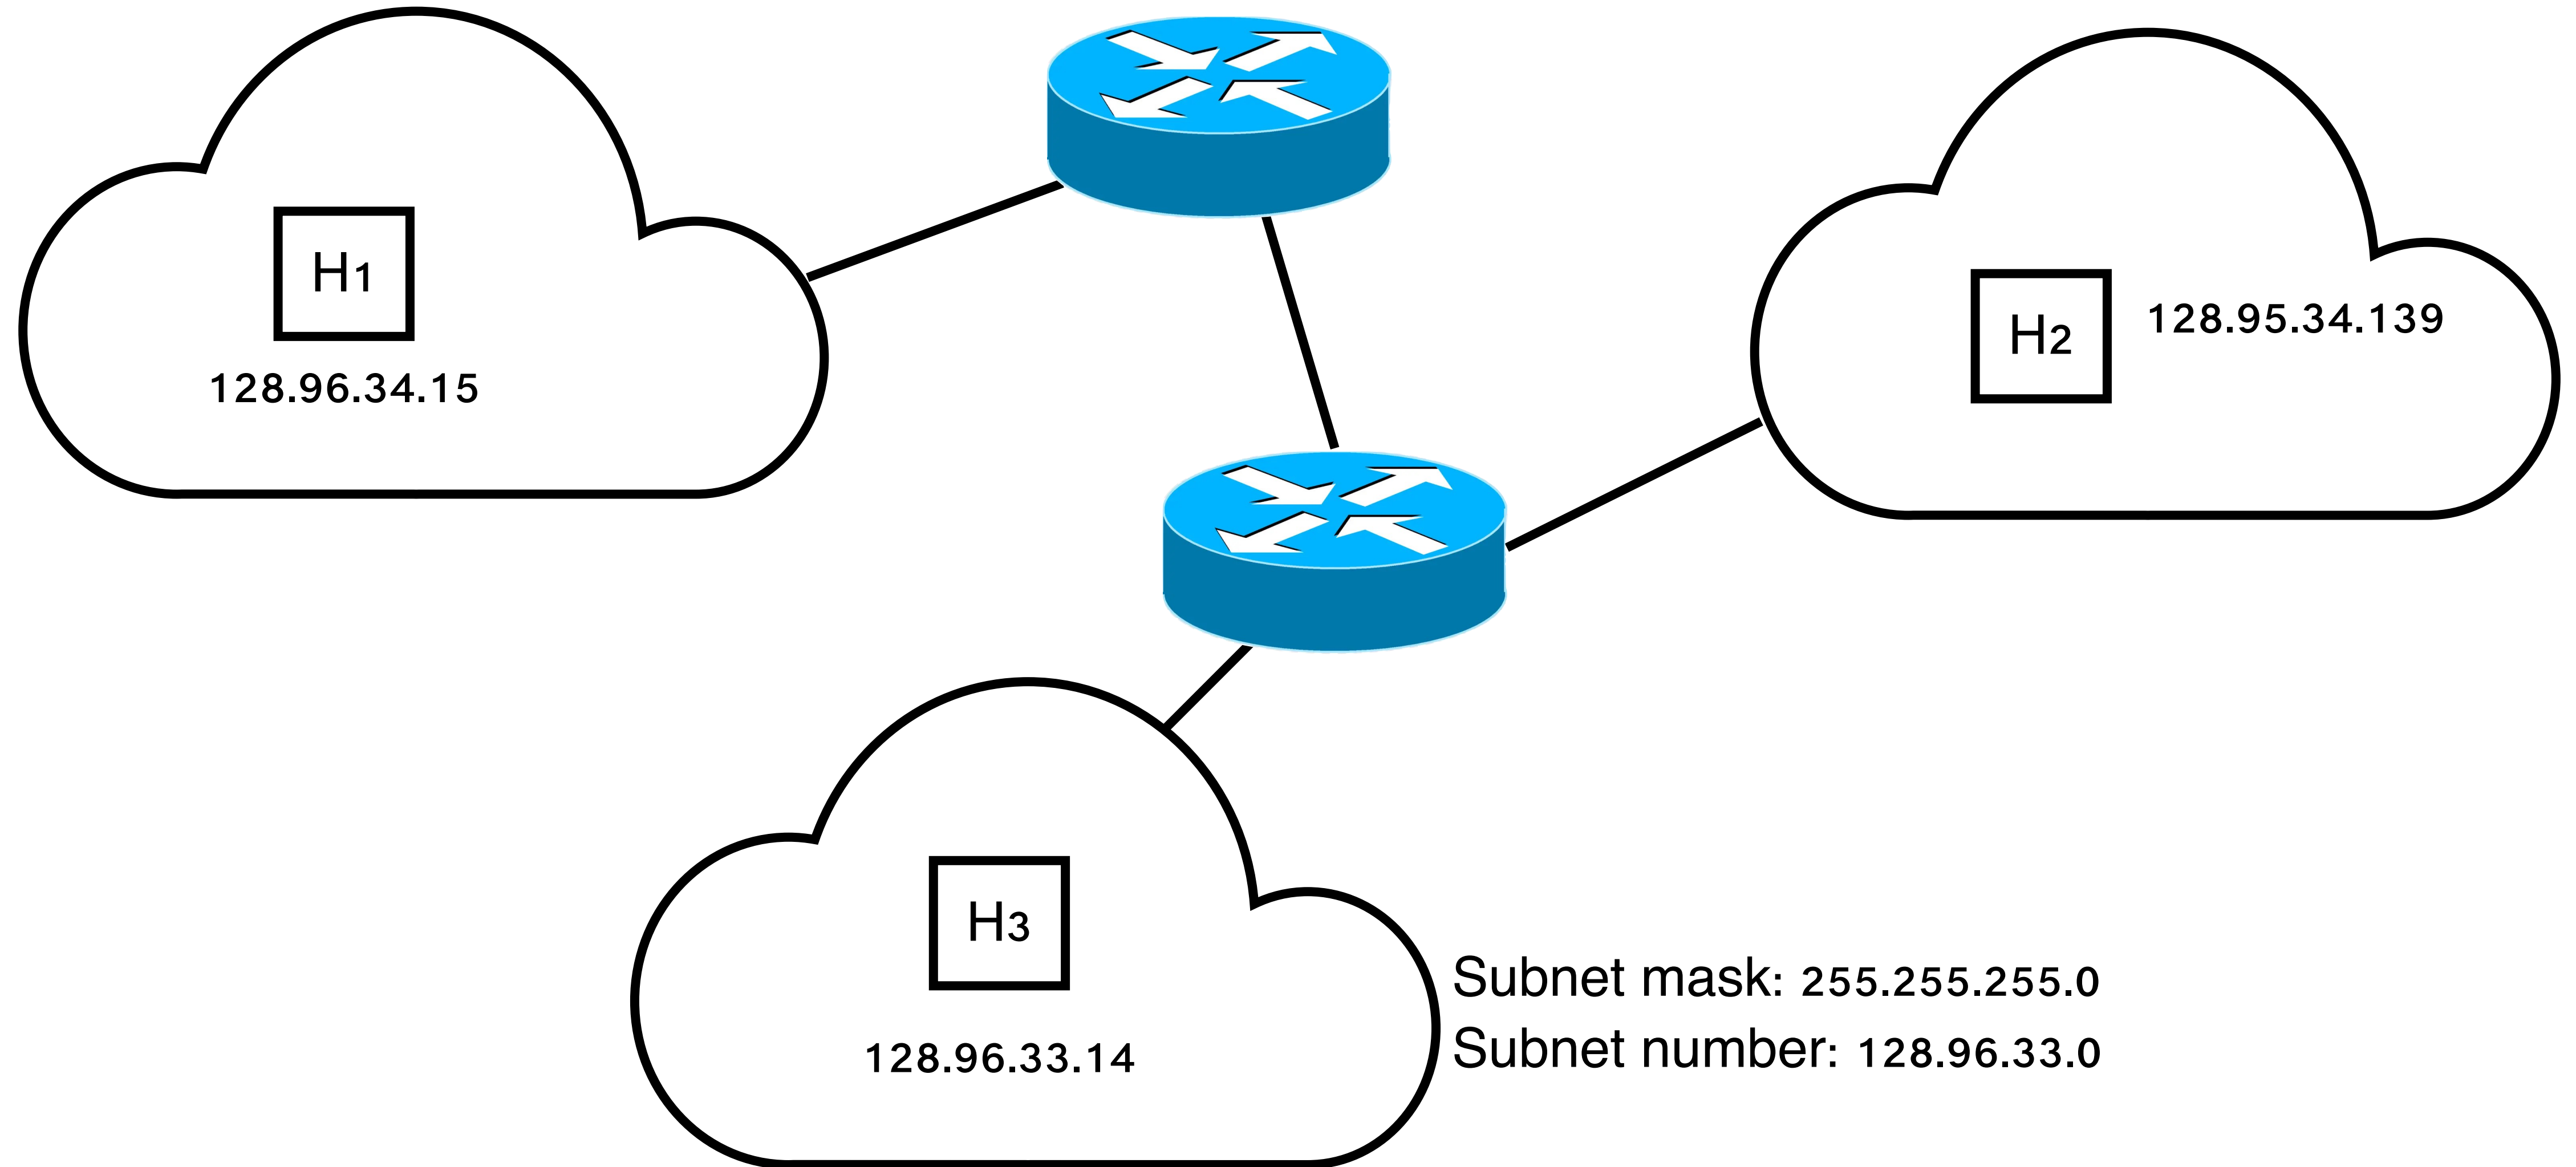 H1
128.96.34.15
H2
128.95.34.139
H3
128.96.33.14
Subnet mask: 255.255.255.0
Subnet number: 128.96.33.0